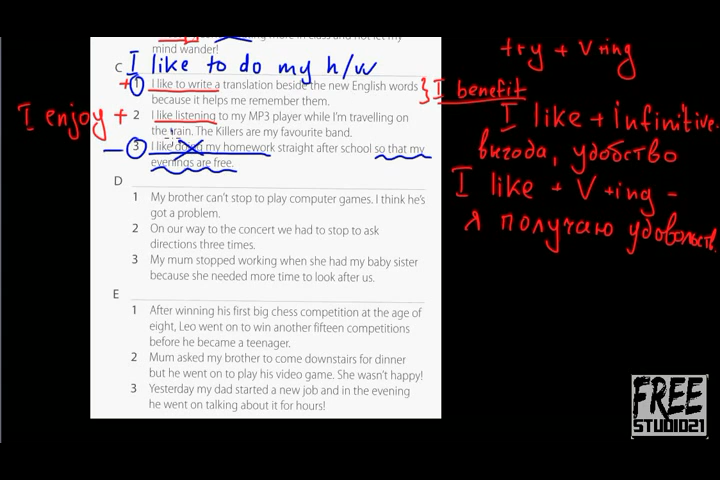 more in class and not let my
mind wander!
C I like to do my h/w
+ 1 I like to write a translation beside the new English words
because it helps me remember them.
2 I like listening to my MP3 player while I'm travelling on
the train. The Killers are my favourite band.
– 3 I like doing my homework straight after school so that my
evenings are free.
I enjoy +
D
1 My brother can't stop to play computer games. I think he's
got a problem.
2 On our way to the concert we had to stop to ask
directions three times.
3 My mum stopped working when she had my baby sister
because she needed more time to look after us.
E
1 After winning his first big chess competition at the age of
eight, Leo went on to win another fifteen competitions
before he became a teenager.
2 Mum asked my brother to come downstairs for dinner
but he went on to play his video game. She wasn't happy!
3 Yesterday my dad started a new job and in the evening
he went on talking about it for hours!
try + V ing
} I benefit
I like + infinitive.
выгода, удобство
I like + V + ing -
я получаю удовольств.
FREE
STUDIO21